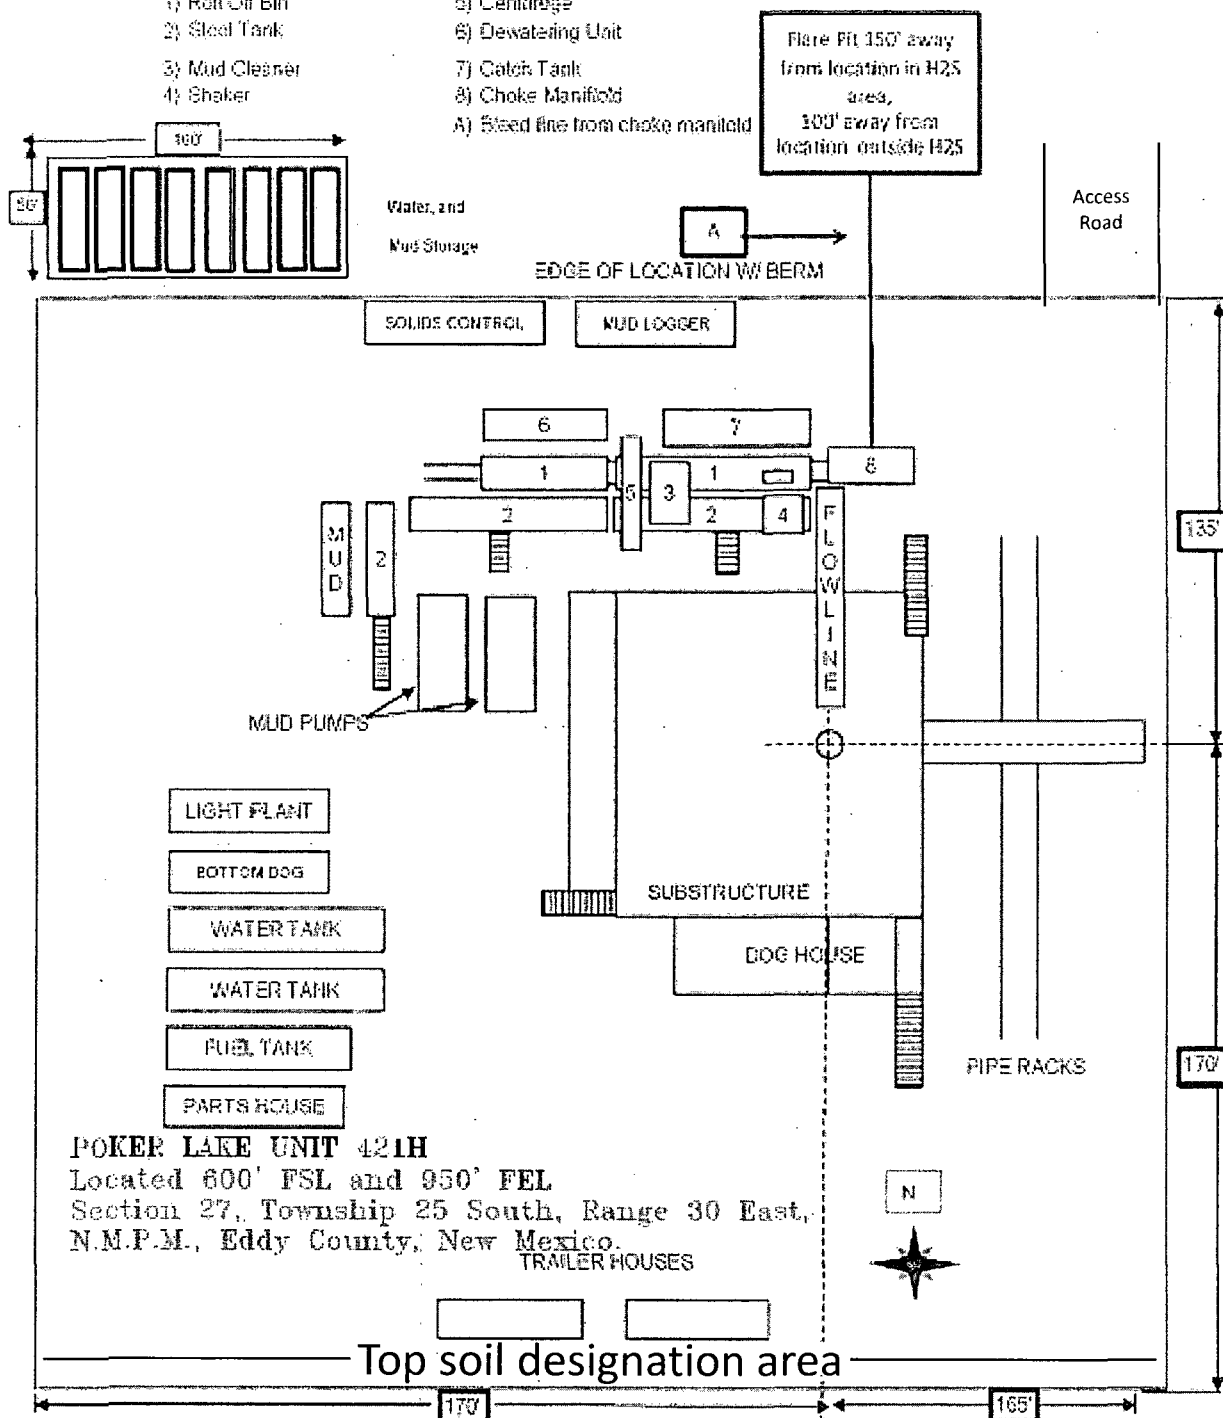 1) Roll Off Bin
2) Steel Tank
3) Mud Cleaner
4) Shaker
5) Centrifuge
6) Dewatering Unit
7) Catch Tank
8) Choke Manifold
A) Bleed line from choke manifold
Flare Pit 150' away
from location in H2S
area,
100' away from
location outside H2S
Access
Road
160'
Water, and
Mud Storage
A
EDGE OF LOCATION W/ BERM
SOLIDS CONTROL
MUD LOGGER
6
7
1
1
8
5
3
2
2
4
MUD
2
FLOWLINE
135'
MUD PUMPS
LIGHT PLANT
BOTTOM DOG
WATER TANK
WATER TANK
FUEL TANK
PARTS HOUSE
SUBSTRUCTURE
DOG HOUSE
PIPE RACKS
170'
POKER LAKE UNIT 421H
Located 600' FSL and 950' FEL
Section 27, Township 25 South, Range 30 East,
N.M.P.M., Eddy County, New Mexico.
N
TRAILER HOUSES
Top soil designation area
170'
165'